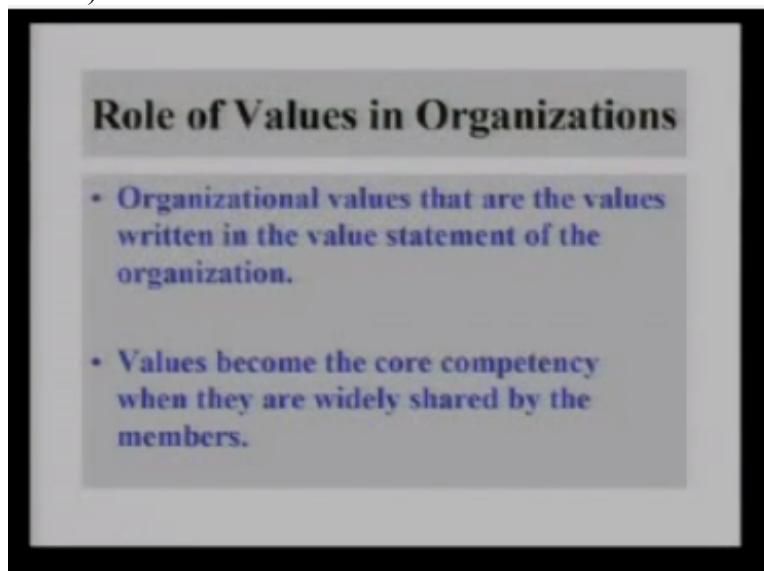 Role of Values in Organizations
• Organizational values that are the values
written in the value statement of the
organization.
• Values become the core competency
when they are widely shared by the
members.